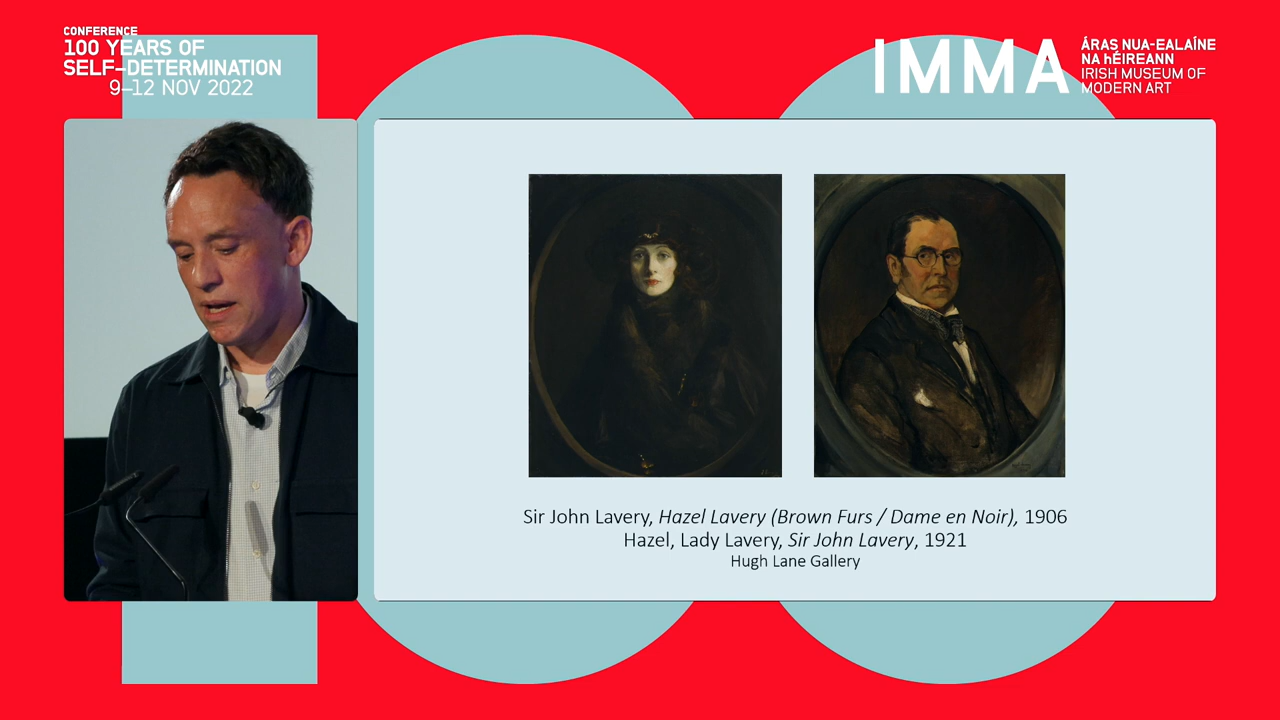 CONFERENCE
100 YEARS OF
SELF-DETERMINATION
9–12 NOV 2022
IMMA
ÁRAS NUA-EALAÍNE
NA hÉIREANN
IRISH MUSEUM OF
MODERN ART
Sir John Lavery, Hazel Lavery (Brown Furs / Dame en Noir), 1906
Hazel, Lady Lavery, Sir John Lavery, 1921
Hugh Lane Gallery